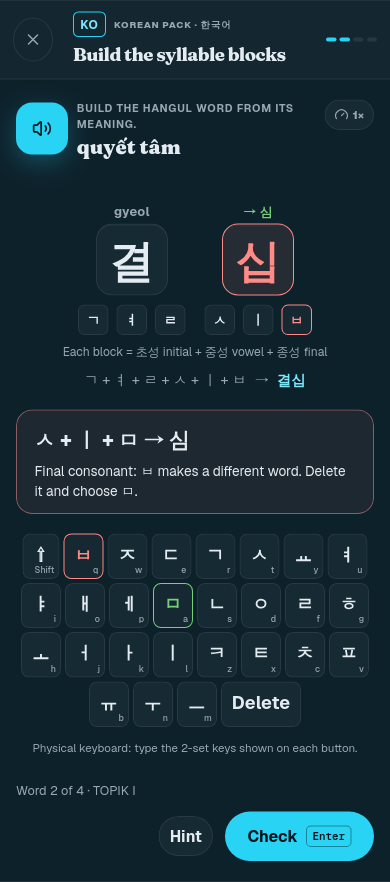 KO KOREAN PACK · 한국어
Build the syllable blocks
BUILD THE HANGUL WORD FROM ITS
MEANING.
quyết tâm
1×
gyeol → 심
결 십
ㄱ ㅕ ㄹ ㅅ ㅣ ㅂ
Each block = 초성 initial + 중성 vowel + 종성 final
ㄱ + ㅕ + ㄹ + ㅅ + ㅣ + ㅂ → 결십
ㅅ + ㅣ + ㅁ → 심
Final consonant: ㅂ makes a different word. Delete
it and choose ㅁ.
⇧ Shift ㅂ q ㅈ w ㄷ e ㄱ r ㅅ t ㅛ y ㅕ u
ㅑ i ㅐ o ㅔ p ㅁ a ㄴ s ㅇ d ㄹ f ㅎ g
ㅗ h ㅓ j ㅏ k ㅣ l ㅋ z ㅌ x ㅊ c ㅍ v
ㅠ b ㅜ n ㅡ m Delete
Physical keyboard: type the 2-set keys shown on each button.
Word 2 of 4 · TOPIK I
Hint Check Enter